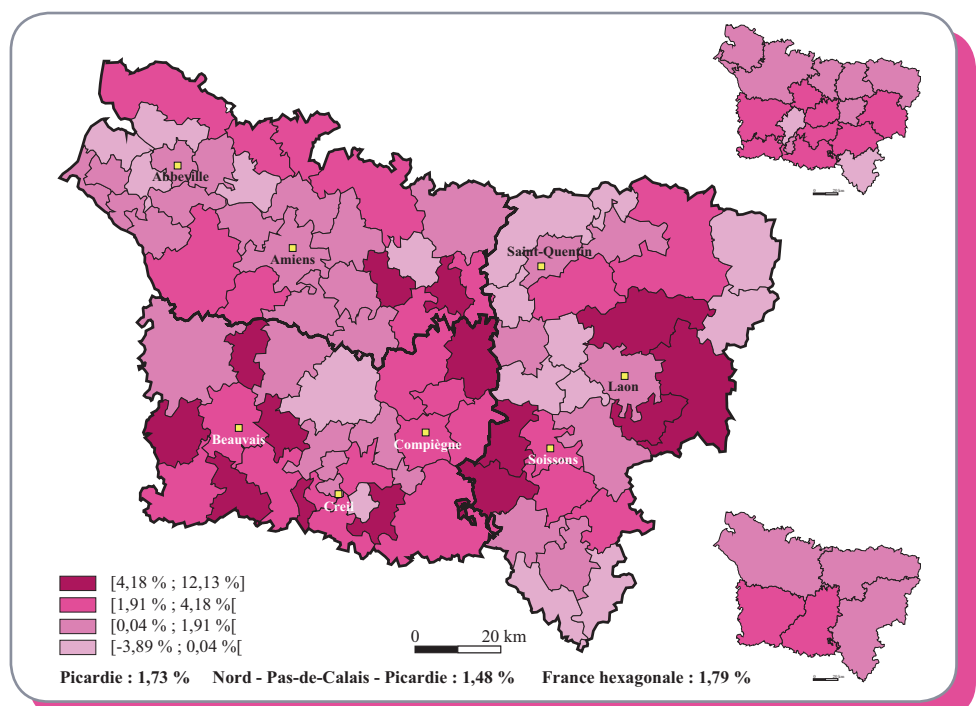 Abbeville
Amiens
Saint-Quentin
Laon
Beauvais
Compiègne
Soissons
Creil
[4,18 % ; 12,13 %]
[1,91 % ; 4,18 %[
[0,04 % ; 1,91 %[
[-3,89 % ; 0,04 %[
0 20 km
Picardie : 1,73 % Nord - Pas-de-Calais - Picardie : 1,48 % France hexagonale : 1,79 %